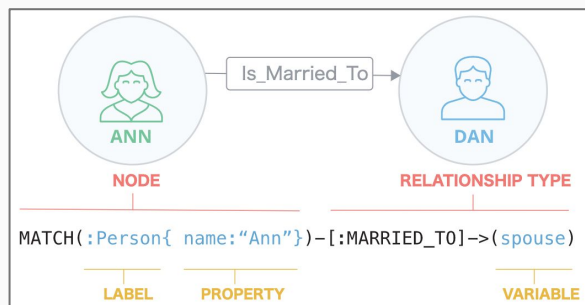 Is_Married_To
ANN
DAN
NODE
RELATIONSHIP TYPE
MATCH(:Person{ name:“Ann”})-[:MARRIED_TO]->(spouse)
LABEL
PROPERTY
VARIABLE